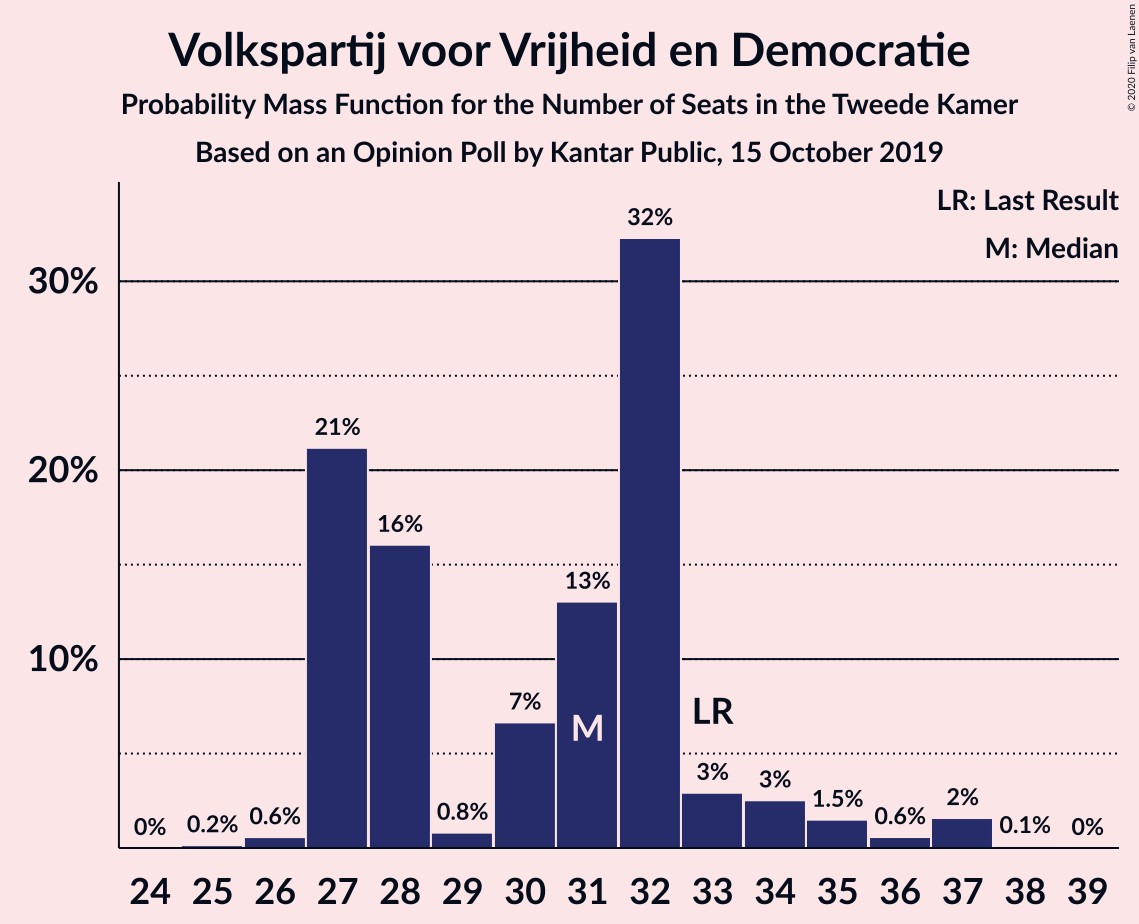 Volkspartij voor Vrijheid en Democratie
Probability Mass Function for the Number of Seats in the Tweede Kamer
Based on an Opinion Poll by Kantar Public, 15 October 2019
© 2020 Filip van Laenen
LR: Last Result
M: Median
32%
30%
21%
20%
16%
13%
10%
7%
M
LR
3%
3%
2%
1.5%
0.8%
0.6%
0.6%
0.2%
0.1%
0%
0%
24 25 26 27 28 29 30 31 32 33 34 35 36 37 38 39